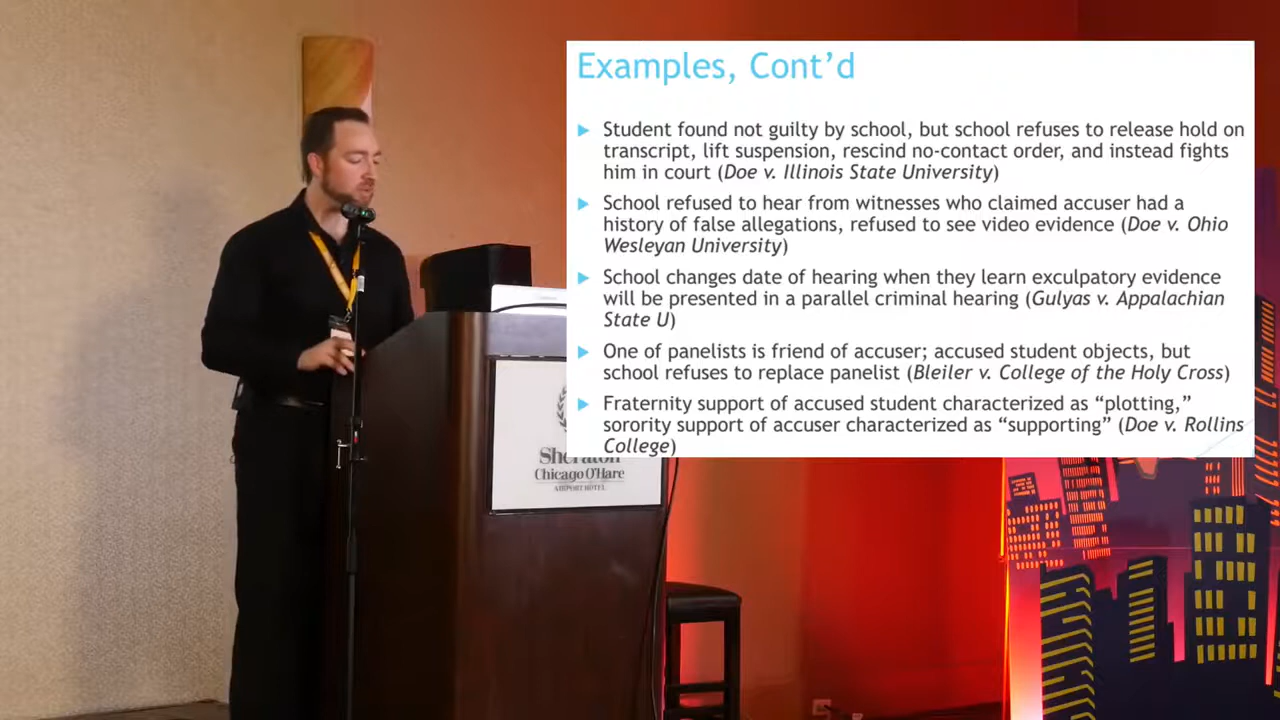 Examples, Cont’d
Student found not guilty by school, but school refuses to release hold on
transcript, lift suspension, rescind no-contact order, and instead fights
him in court (Doe v. Illinois State University)
School refused to hear from witnesses who claimed accuser had a
history of false allegations, refused to see video evidence (Doe v. Ohio
Wesleyan University)
School changes date of hearing when they learn exculpatory evidence
will be presented in a parallel criminal hearing (Gulyas v. Appalachian
State U)
One of panelists is friend of accuser; accused student objects, but
school refuses to replace panelist (Bleiler v. College of the Holy Cross)
Fraternity support of accused student characterized as “plotting,”
sorority support of accuser characterized as “supporting” (Doe v. Rollins
College)
Sheraton
Chicago O'Hare
AIRPORT HOTEL